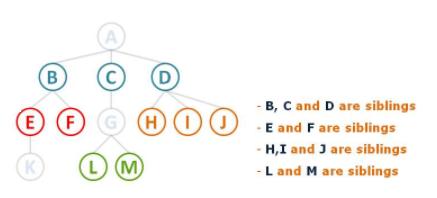 A
B C D
E F G H I J
K L M
- B, C and D are siblings
- E and F are siblings
- H,I and J are siblings
- L and M are siblings